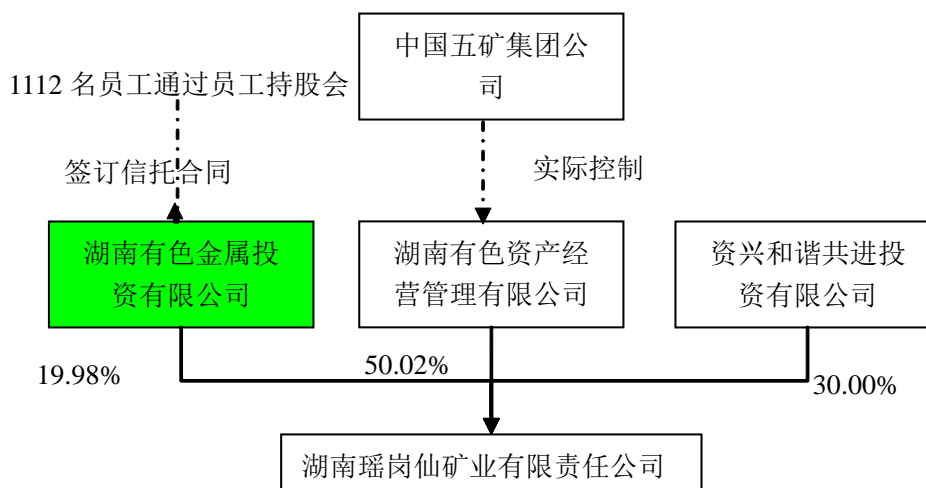 中国五矿集团公
司
1112 名员工通过员工持股会
签订信托合同
实际控制
湖南有色金属投
资有限公司
湖南有色资产经
营管理有限公司
资兴和谐共进投
资有限公司
19.98%
50.02%
30.00%
湖南瑶岗仙矿业有限责任公司